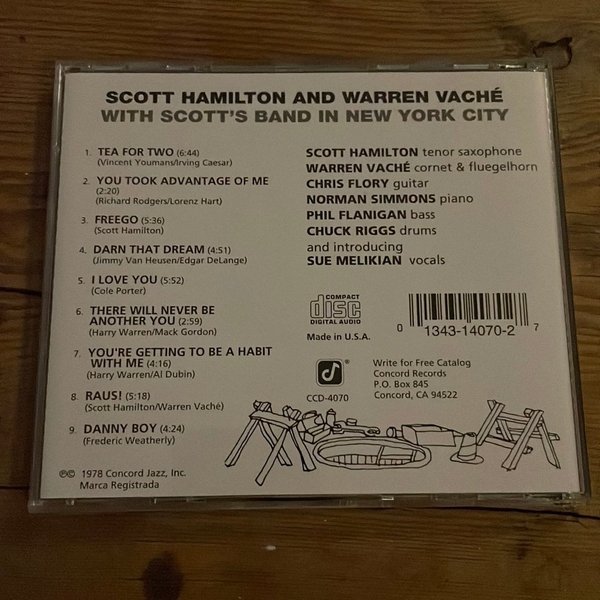 SCOTT HAMILTON AND WARREN VACHÉ
WITH SCOTT'S BAND IN NEW YORK CITY
1. TEA FOR TWO (6:44)
(Vincent Youmans/Irving Caesar)
2. YOU TOOK ADVANTAGE OF ME
(2:20)
(Richard Rodgers/Lorenz Hart)
3. FREEGO (5:36)
(Scott Hamilton)
4. DARN THAT DREAM (4:51)
(Jimmy Van Heusen/Edgar DeLange)
5. I LOVE YOU (5:52)
(Cole Porter)
6. THERE WILL NEVER BE
ANOTHER YOU (2:59)
(Harry Warren/Mack Gordon)
7. YOU'RE GETTING TO BE A HABIT
WITH ME (4:16)
(Harry Warren/Al Dubin)
8. RAUS! (5:18)
(Scott Hamilton/Warren Vaché)
9. DANNY BOY (4:24)
(Frederic Weatherly)
℗© 1978 Concord Jazz, Inc.
Marca Registrada
SCOTT HAMILTON tenor saxophone
WARREN VACHÉ cornet & fluegelhorn
CHRIS FLORY guitar
NORMAN SIMMONS piano
PHIL FLANIGAN bass
CHUCK RIGGS drums
and introducing
SUE MELIKIAN vocals
COMPACT
disc
DIGITAL AUDIO
Made in U.S.A.
0 1343-14070-2 7
CCD-4070
Write for Free Catalog
Concord Records
P.O. Box 845
Concord, CA 94522